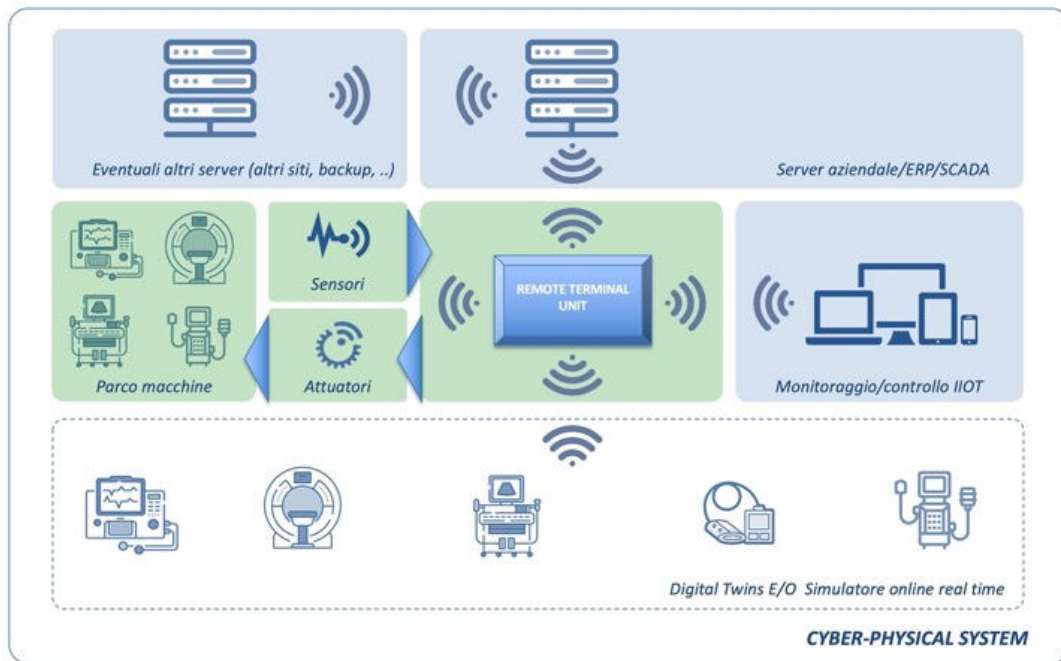 Eventuali altri server (altri siti, backup, ..)
Server aziendale/ERP/SCADA
Sensori
REMOTE TERMINAL
UNIT
Parco macchine
Attuatori
Monitoraggio/controllo IIOT
Digital Twins E/O Simulatore online real time
CYBER-PHYSICAL SYSTEM